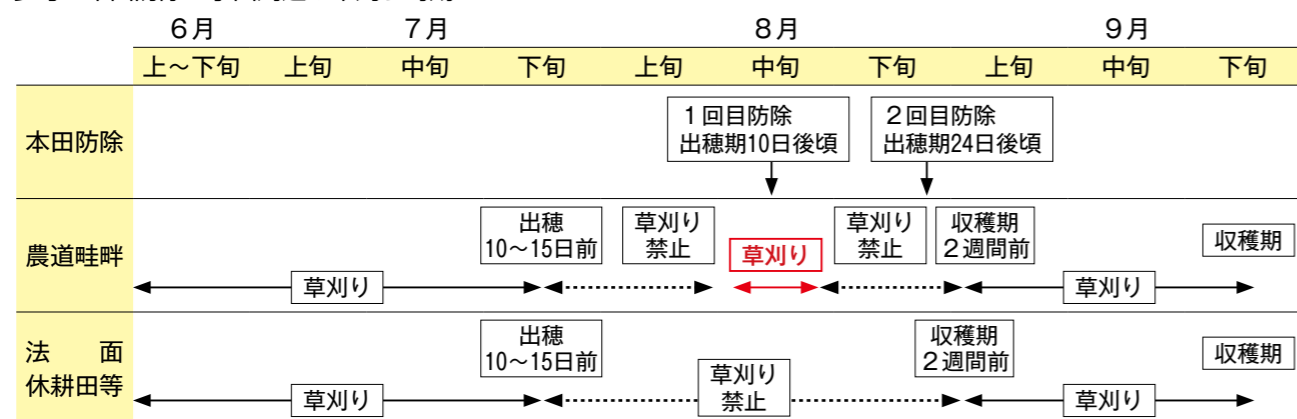 6月 7月 8月 9月
上～下旬 上旬 中旬 下旬 上旬 中旬 下旬 上旬 中旬 下旬
本田防除
1回目防除
出穂期10日後頃
2回目防除
出穂期24日後頃
農道畦畔
出穂
10～15日前
草刈り
禁止
草刈り
草刈り
禁止
収穫期
2週間前
収穫期
草刈り
草刈り
法　面
休耕田等
出穂
10～15日前
草刈り
禁止
収穫期
2週間前
収穫期
草刈り
草刈り